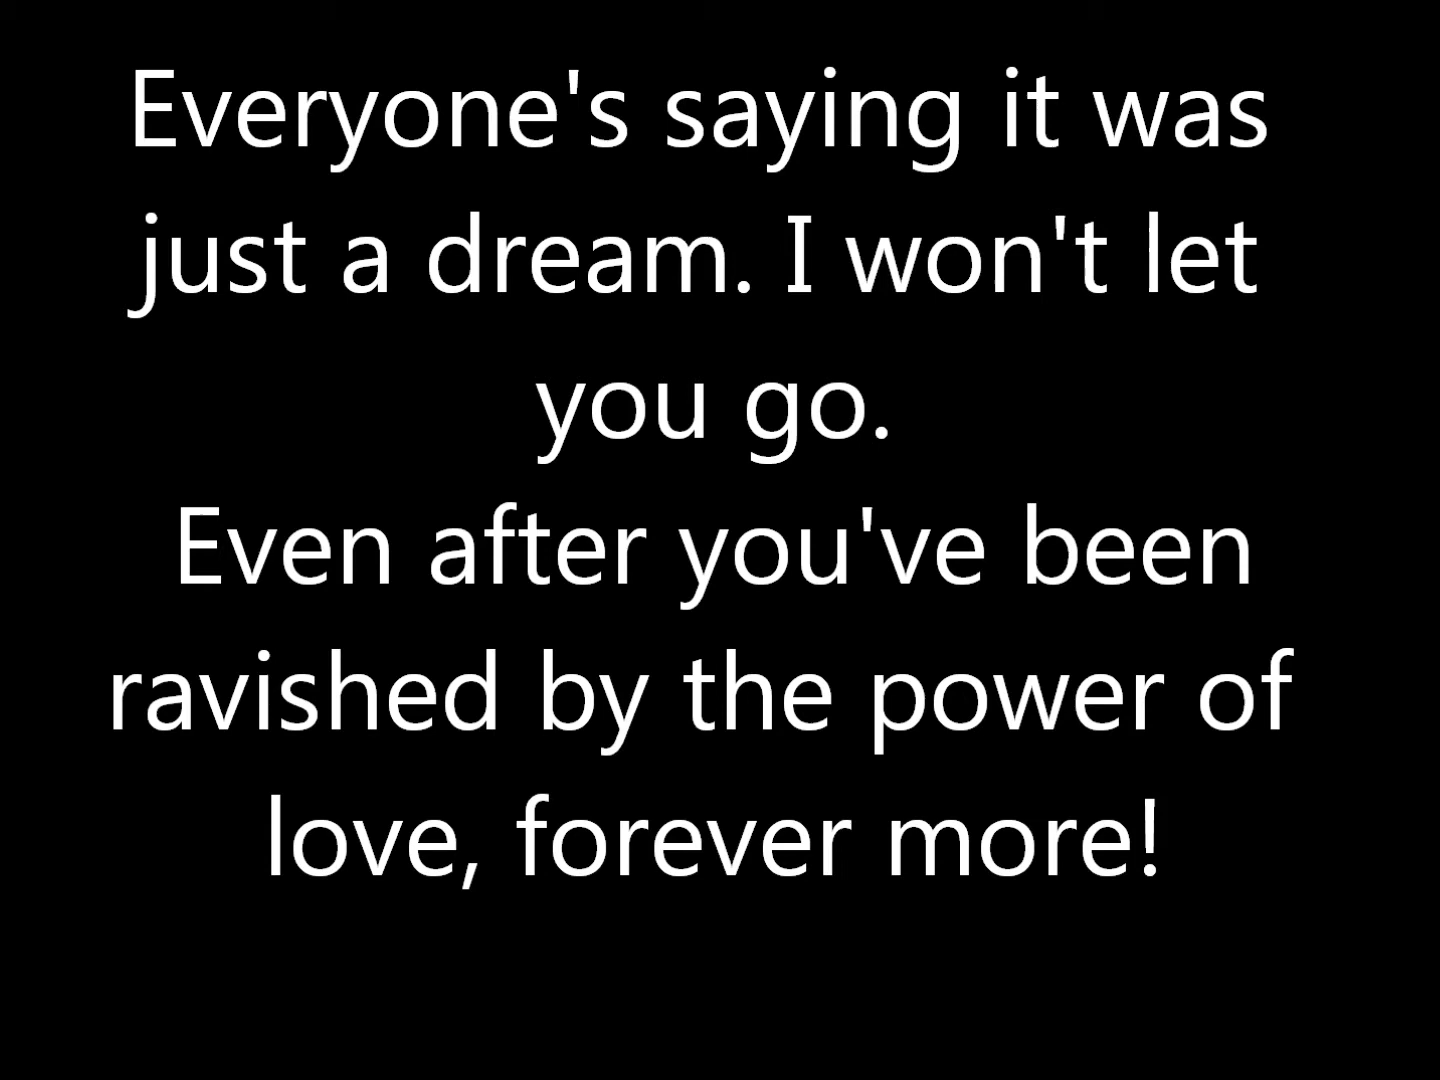 Everyone's saying it was
just a dream. I won't let
you go.
Even after you've been
ravished by the power of
love, forever more!